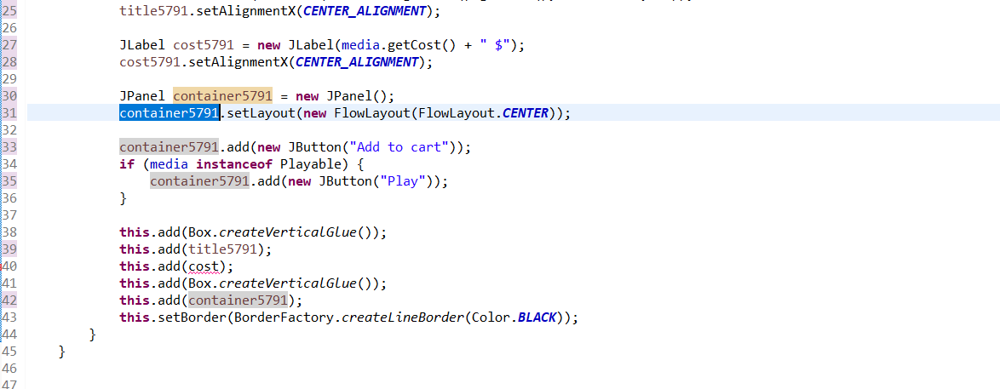 25 title5791.setAlignmentX(CENTER_ALIGNMENT);
26
27 JLabel cost5791 = new JLabel(media.getCost() + " $");
28 cost5791.setAlignmentX(CENTER_ALIGNMENT);
29
30 JPanel container5791 = new JPanel();
31 container5791.setLayout(new FlowLayout(FlowLayout.CENTER));
32
33 container5791.add(new JButton("Add to cart"));
34 if (media instanceof Playable) {
35 container5791.add(new JButton("Play"));
36 }
37
38 this.add(Box.createVerticalGlue());
39 this.add(title5791);
40 this.add(cost);
41 this.add(Box.createVerticalGlue());
42 this.add(container5791);
43 this.setBorder(BorderFactory.createLineBorder(Color.BLACK));
44 }
45 }
46
47